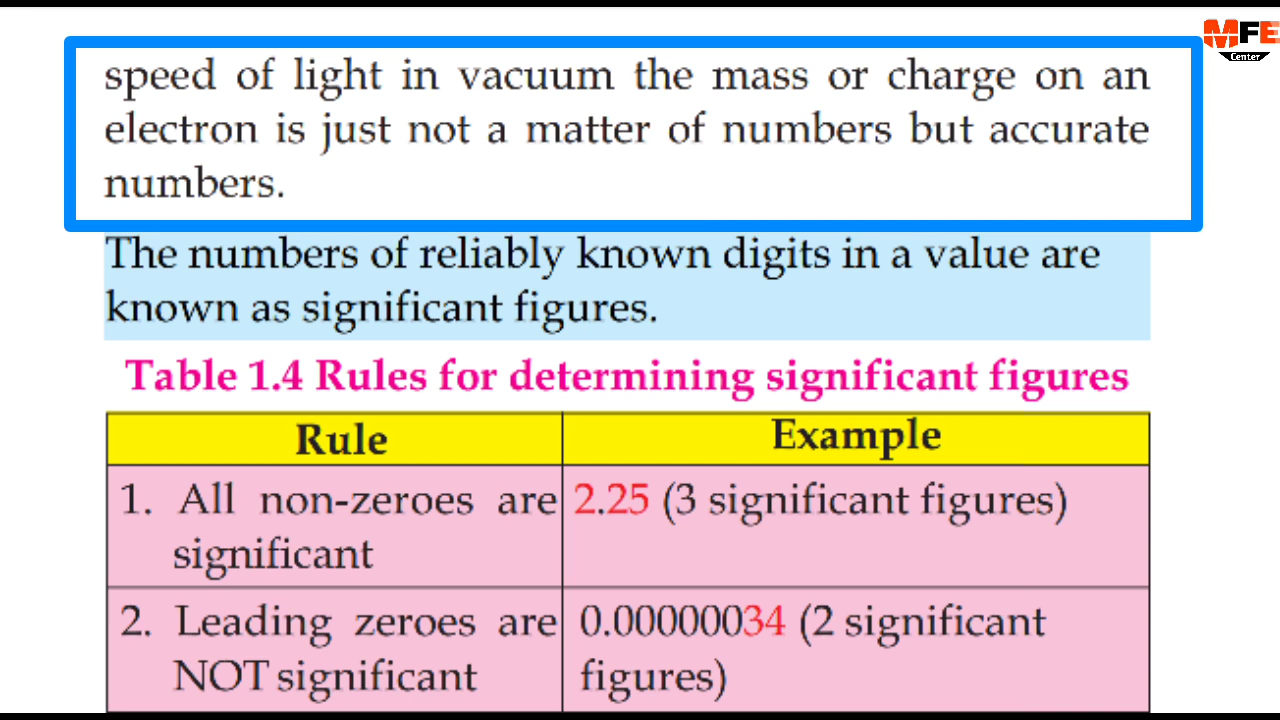 MFE
Center
speed of light in vacuum the mass or charge on an
electron is just not a matter of numbers but accurate
numbers.
The numbers of reliably known digits in a value are
known as significant figures.
Table 1.4 Rules for determining significant figures
Rule
Example
1. All non-zeroes are
significant
2.25 (3 significant figures)
2. Leading zeroes are
NOT significant
0.00000034 (2 significant
figures)